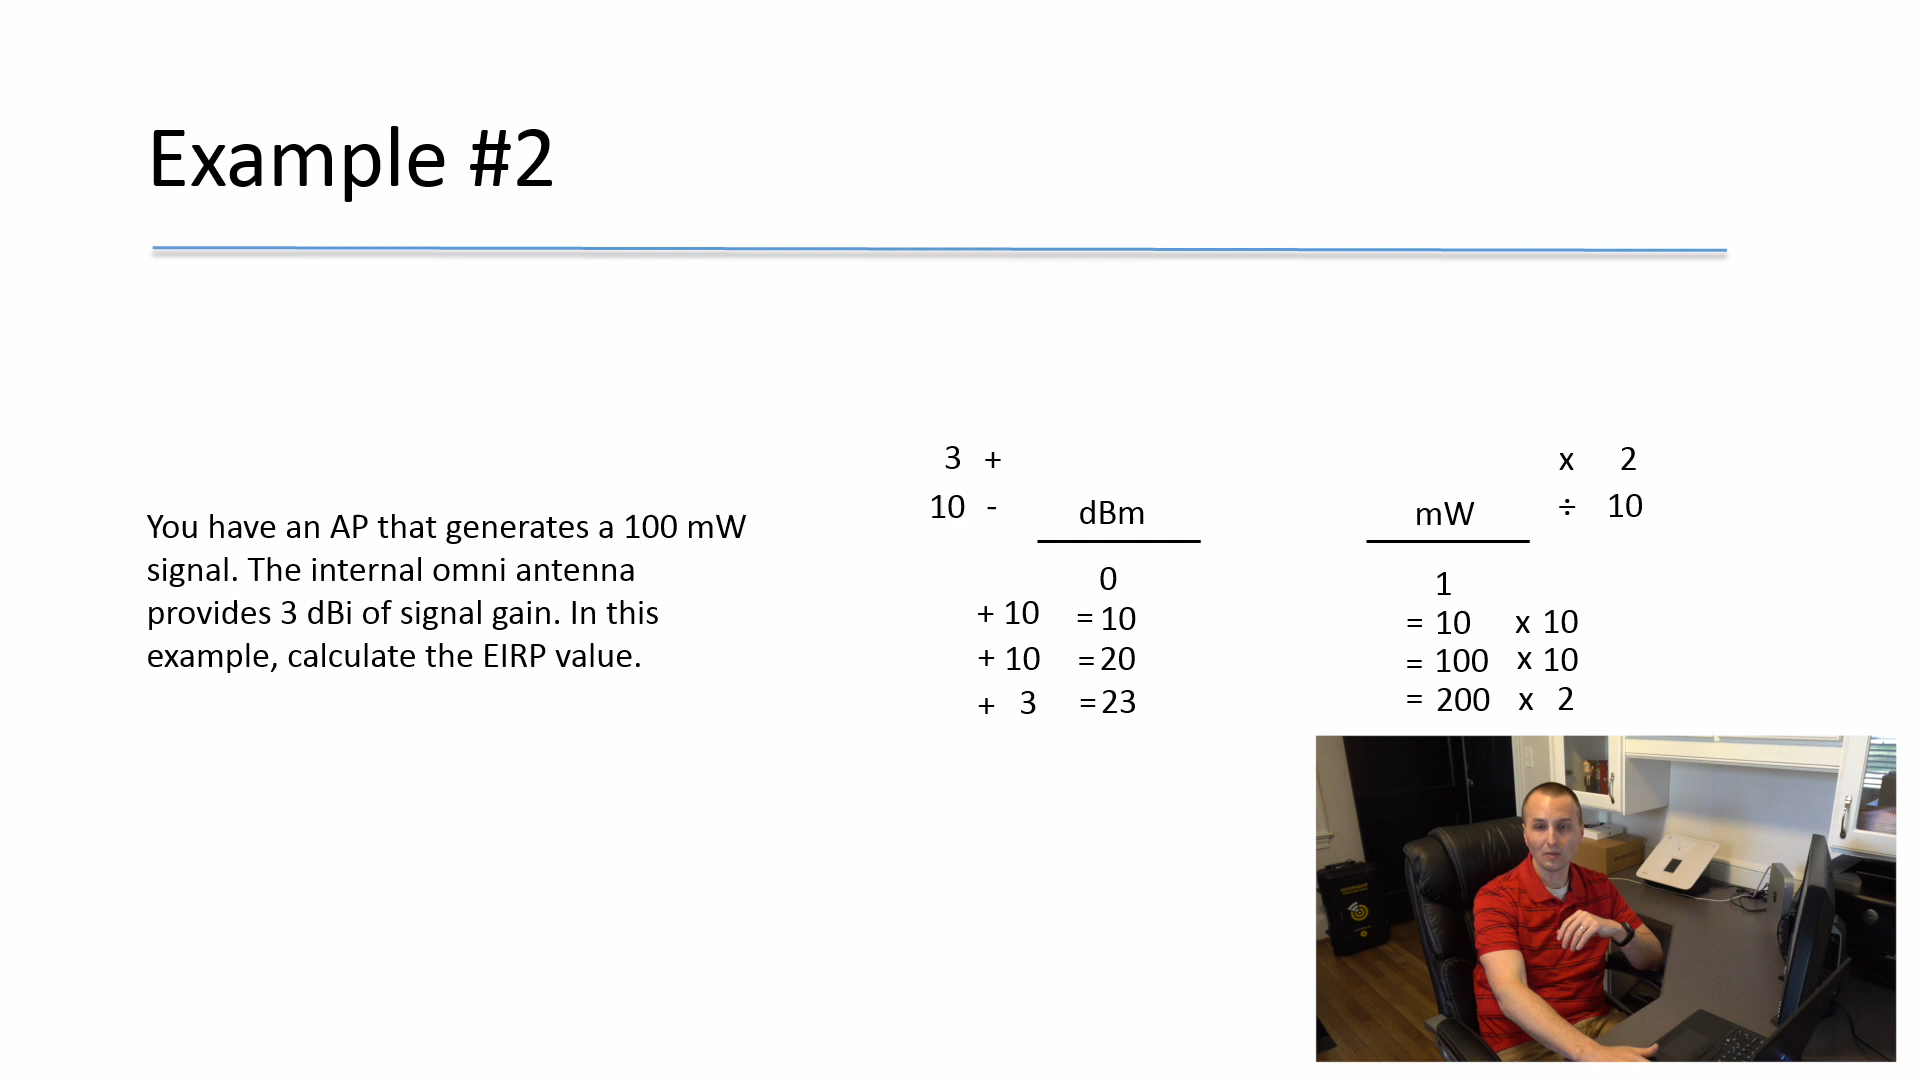 Example #2
You have an AP that generates a 100 mW
signal. The internal omni antenna
provides 3 dBi of signal gain. In this
example, calculate the EIRP value.
3 +
10 -
dBm
0
+ 10 = 10
+ 10 = 20
+ 3 = 23
x 2
÷ 10
mW
1
= 10 x 10
= 100 x 10
= 200 x 2